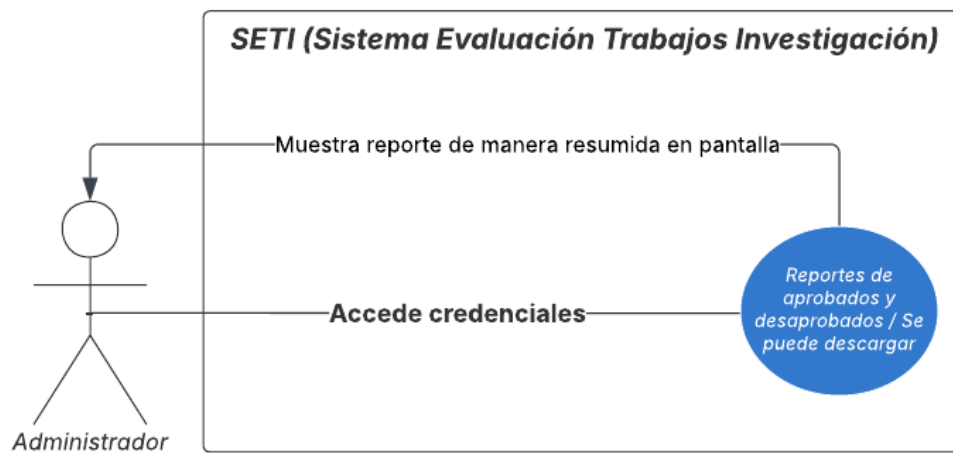 SETI (Sistema Evaluación Trabajos Investigación)
Muestra reporte de manera resumida en pantalla
Reportes de
aprobados y
desaprobados / Se
puede descargar
Accede credenciales
Administrador